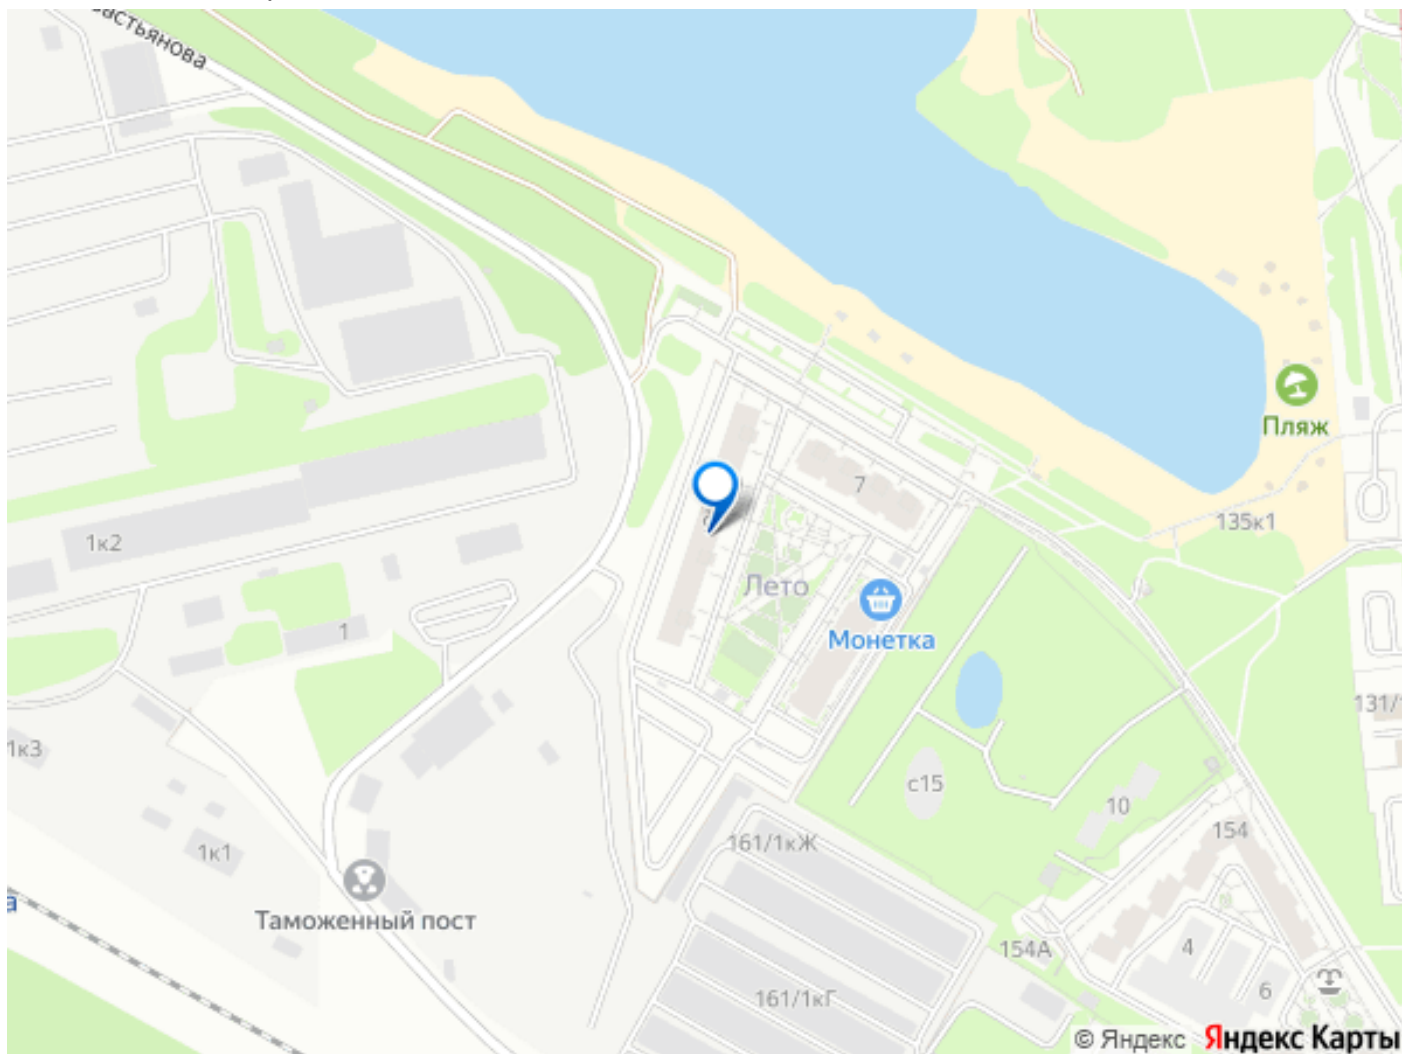 астьянова
Пляж
7
135к1
1к2
Лето
Монетка
1
131/
1к3
с15
10
154
161/1кЖ
1к1
Таможенный пост
а
154А
4
6
161/1кГ
© Яндекс Яндекс Карты